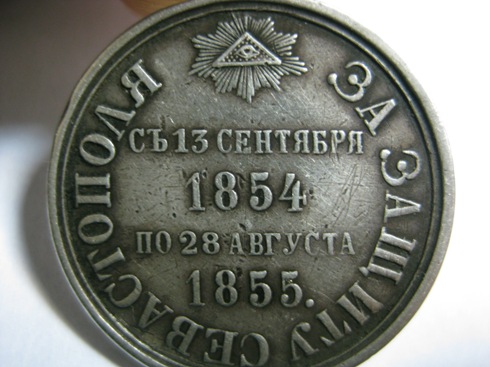 ЗА ЗАЩИТУ СЕВАСТОПОЛЯ
СЪ 13 СЕНТЯБРЯ
1854
ПО 28 АВГУСТА
1855.